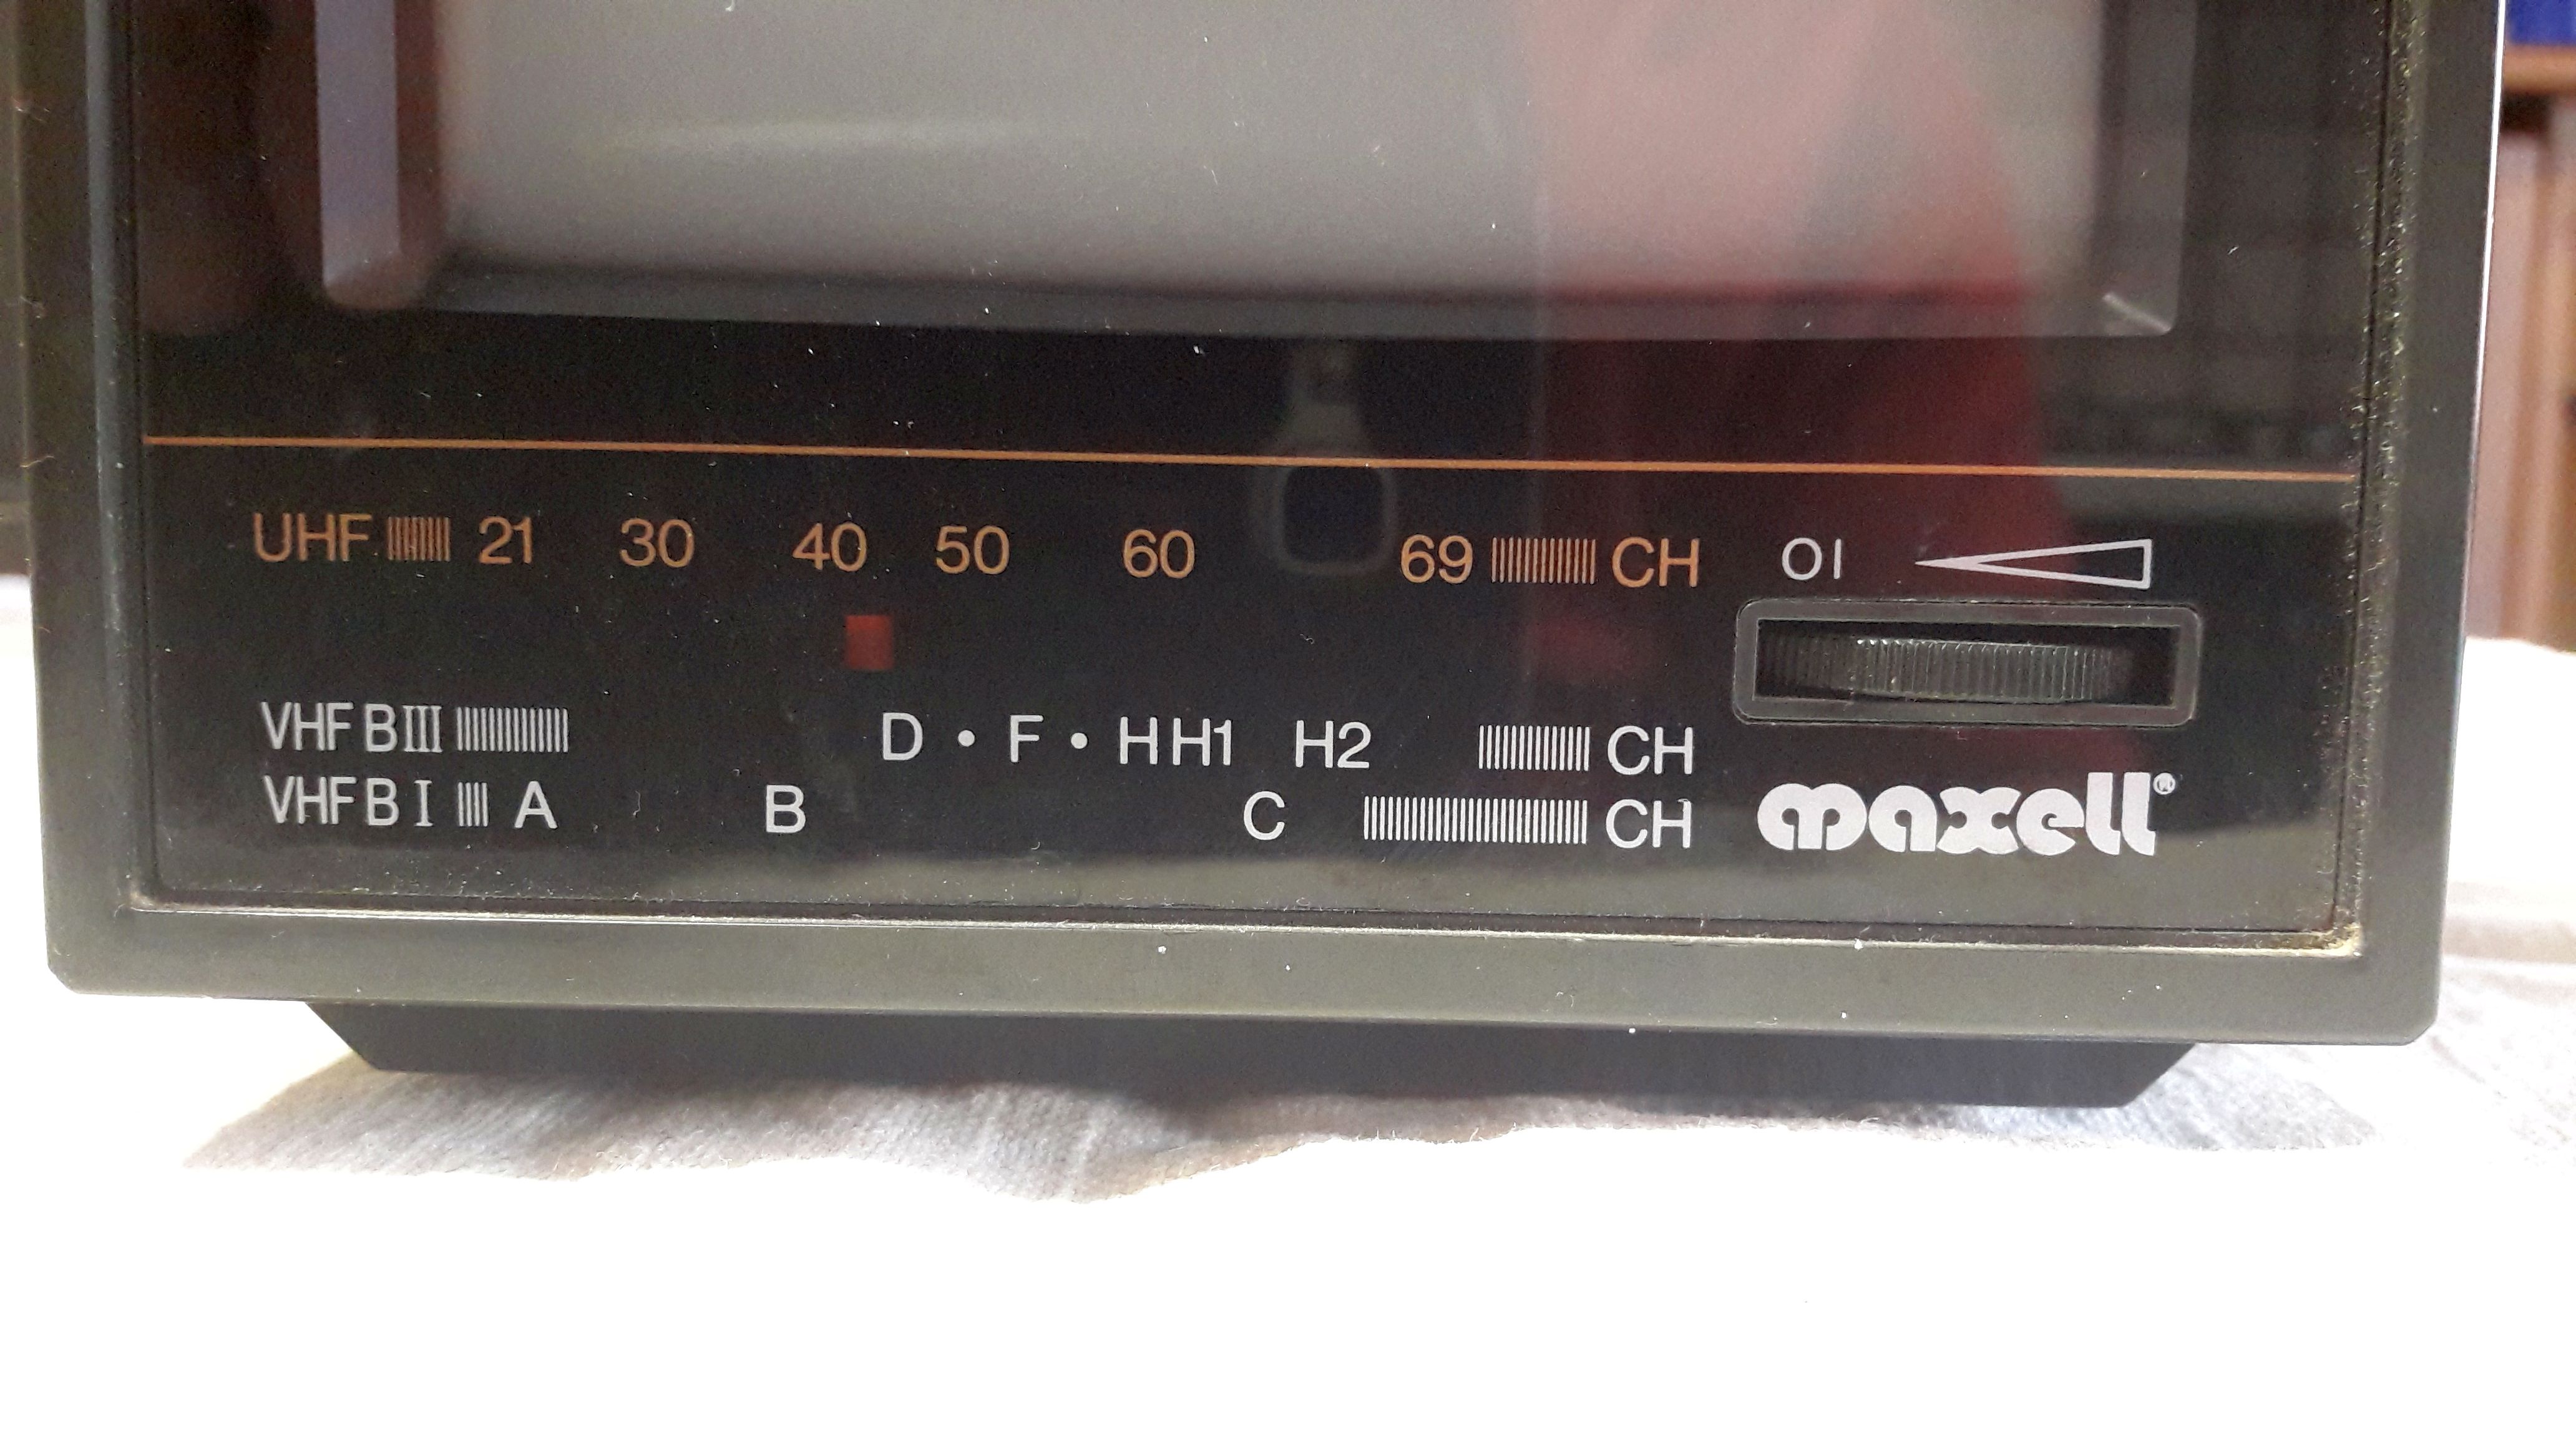 UHF 21 30 40 50 60 69 CH OI
VHF BIII D • F • H H1 H2 CH
VHF B I A B C CH
maxell®